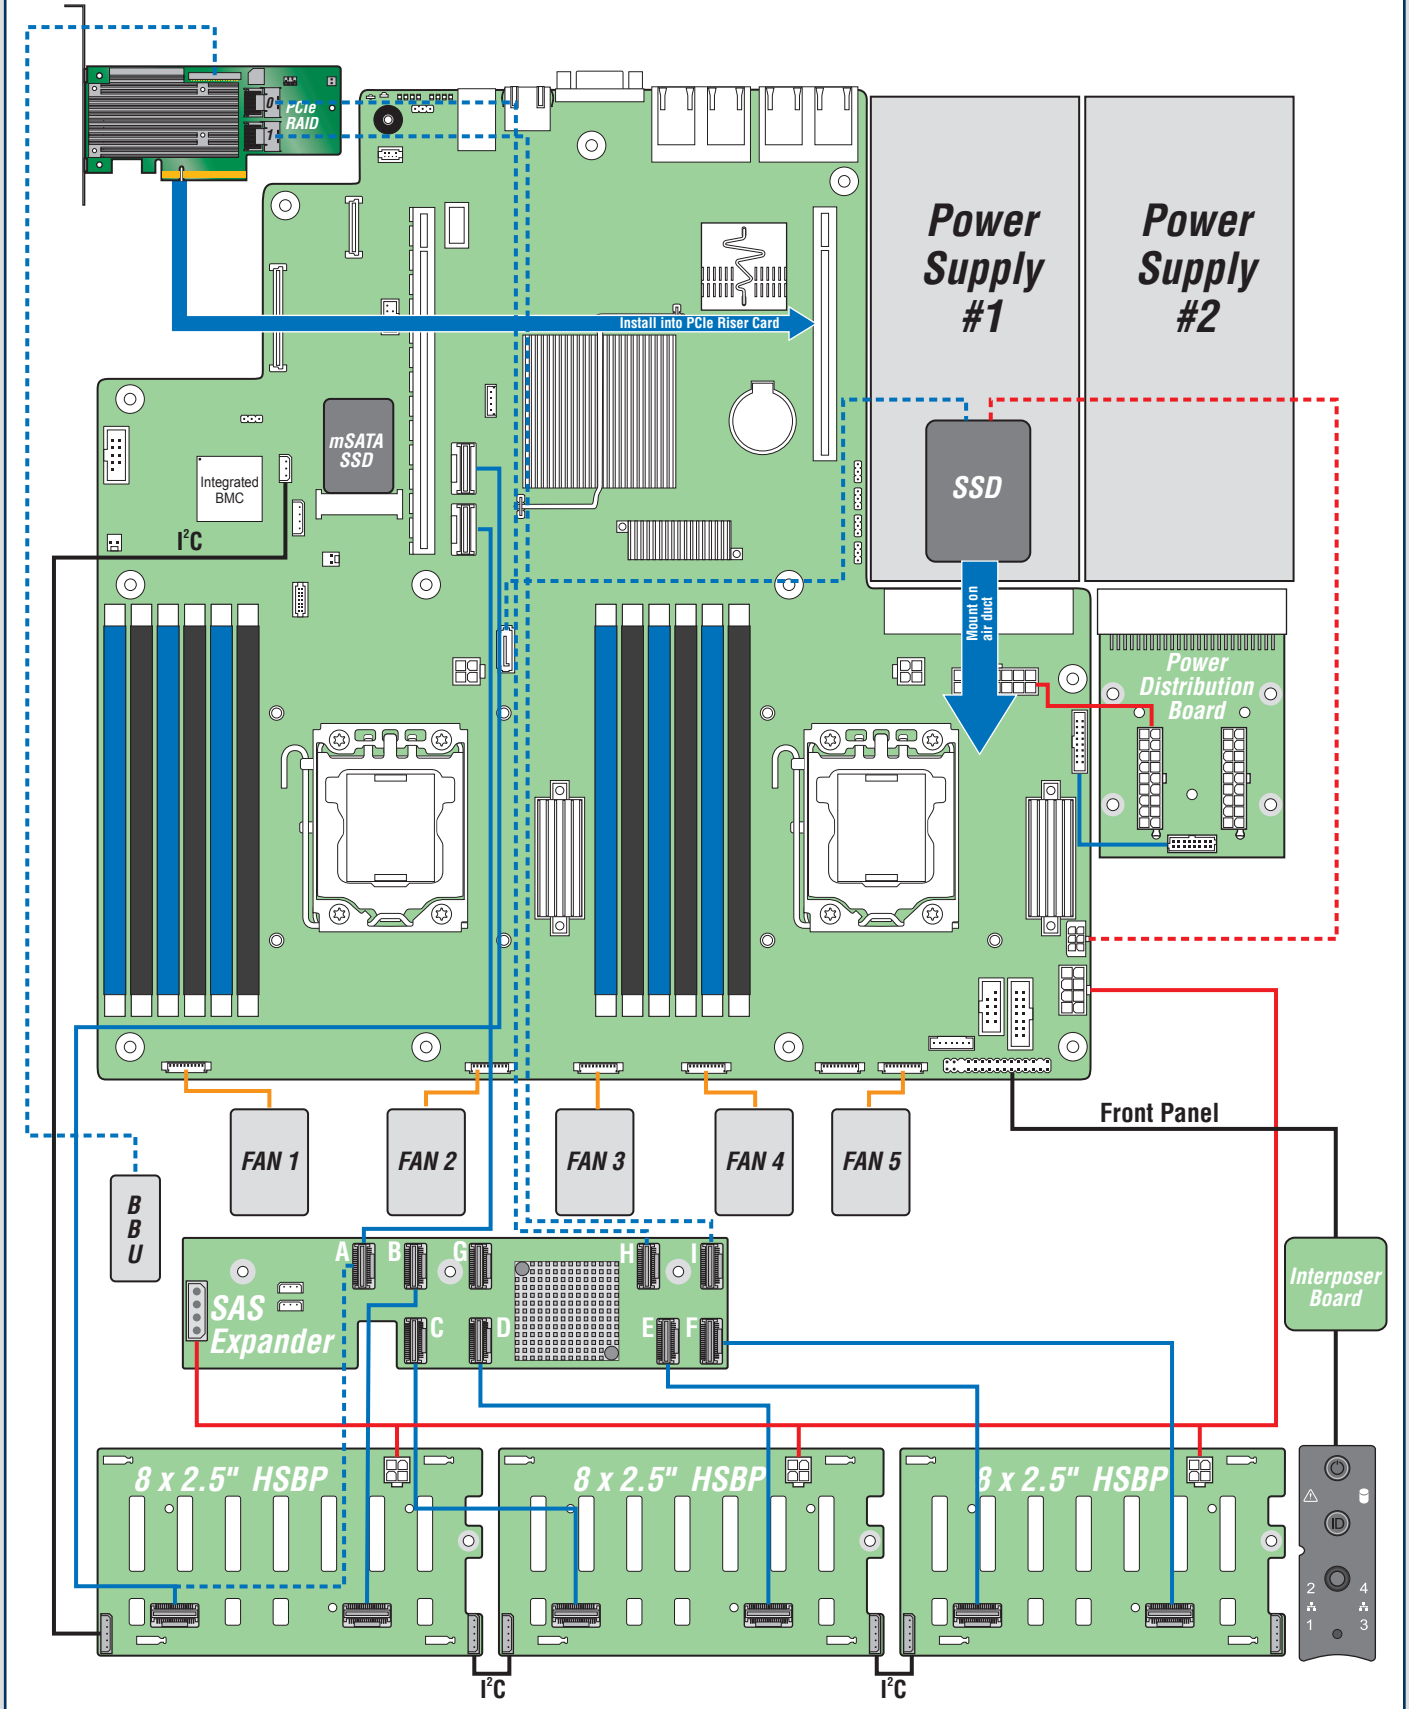 0
PCIe
RAID
1
Power
Supply
#1
Power
Supply
#2
Install into PCIe Riser Card
mSATA
SSD
Integrated
BMC
SSD
I²C
Mount on
air duct
Power
Distribution
Board
Front Panel
FAN 1
FAN 2
FAN 3
FAN 4
FAN 5
B
B
U
A
B
G
H
I
SAS
Expander
C
D
E
F
Interposer
Board
8 x 2.5" HSBP
8 x 2.5" HSBP
8 x 2.5" HSBP
ID
2 4
1 3
I²C
I²C